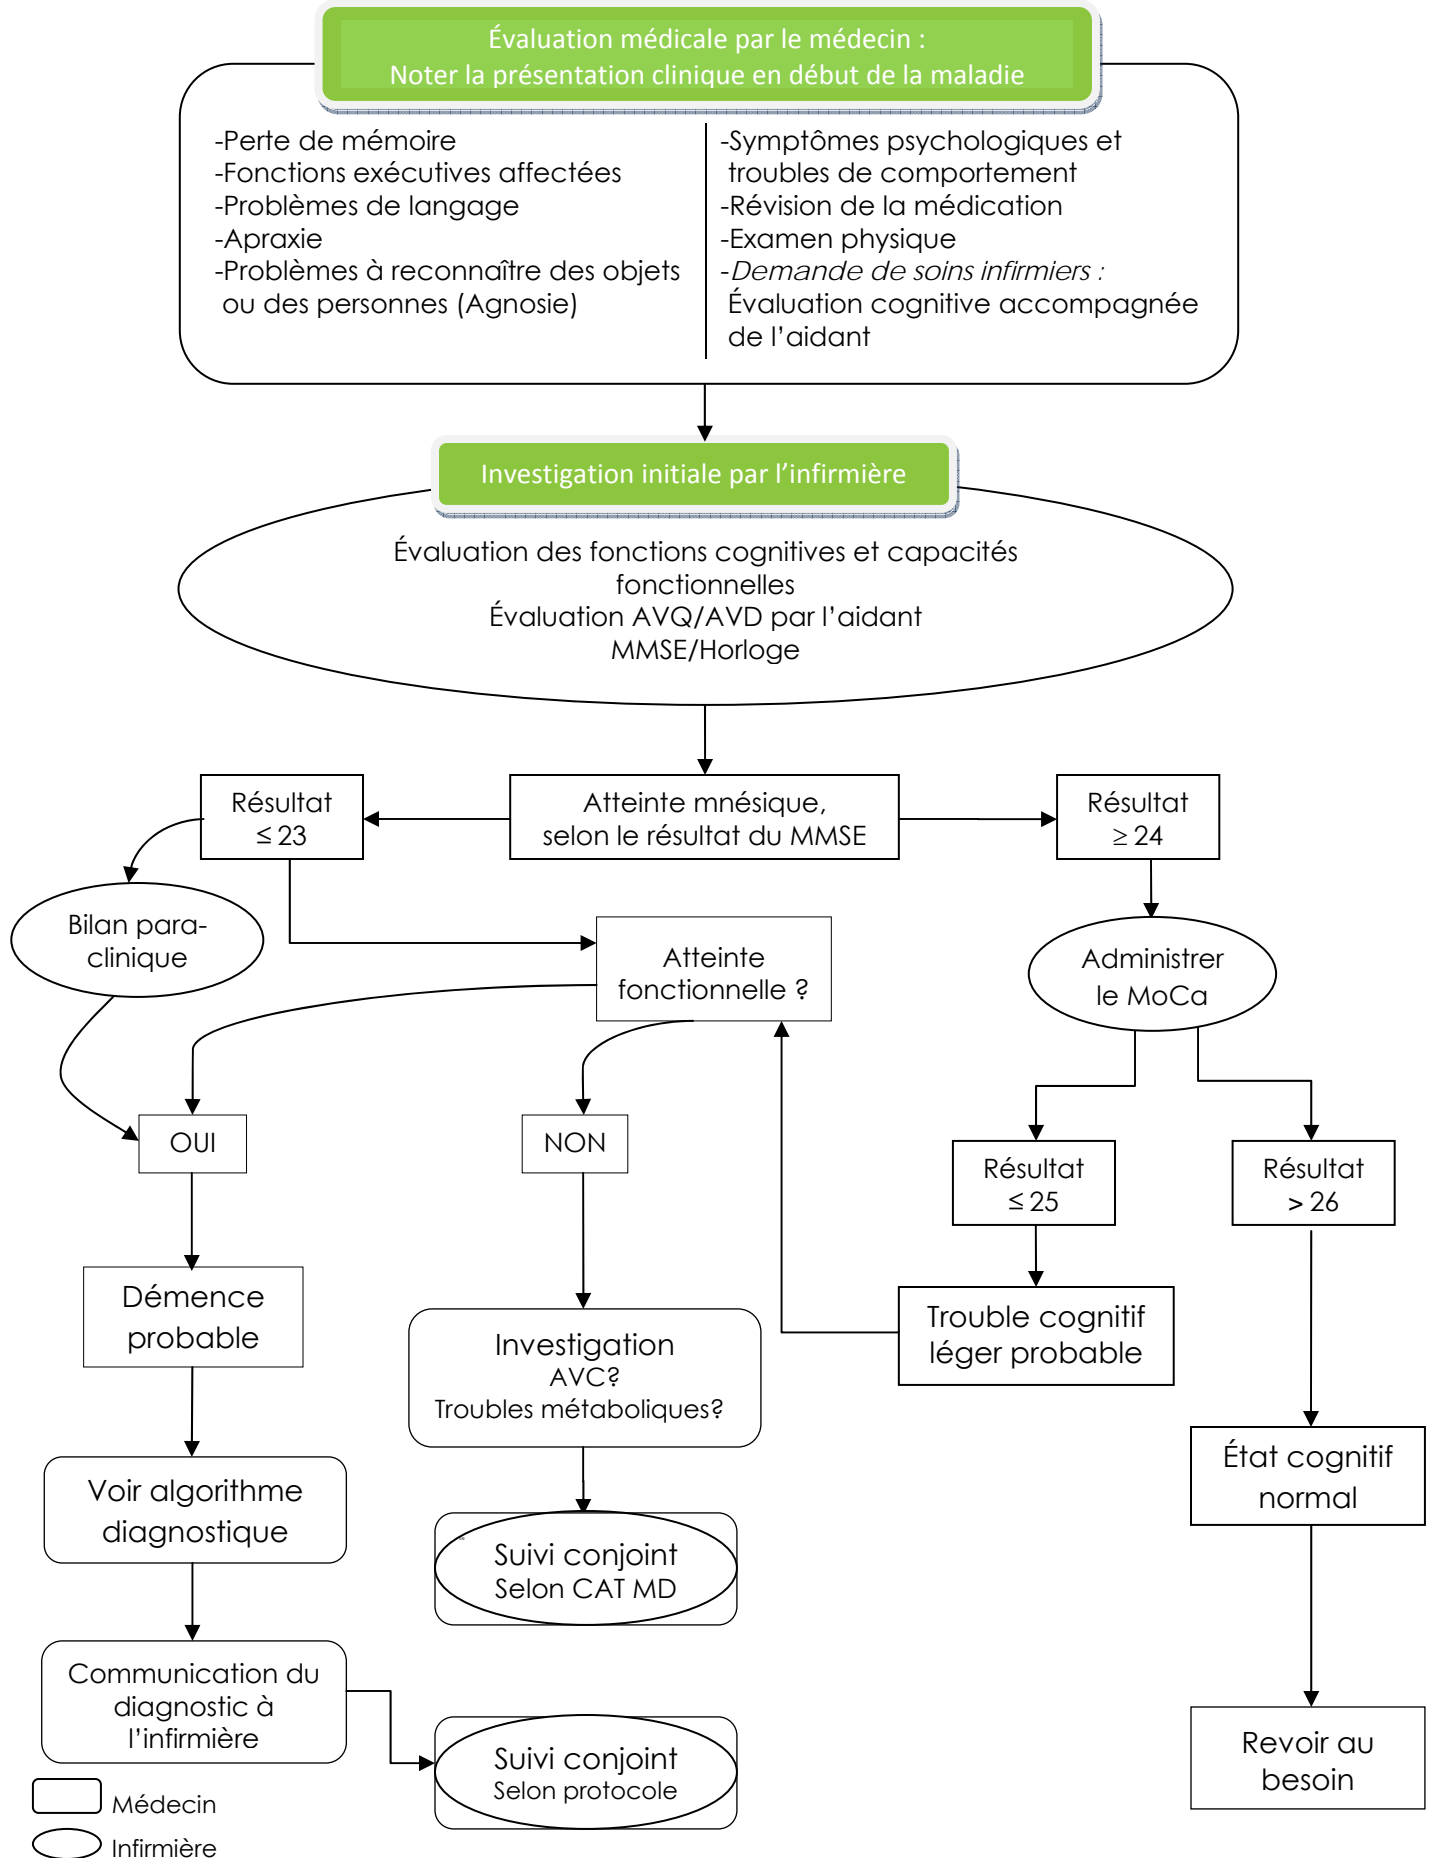 Évaluation médicale par le médecin :
Noter la présentation clinique en début de la maladie
-Perte de mémoire
-Fonctions exécutives affectées
-Problèmes de langage
-Apraxie
-Problèmes à reconnaître des objets
ou des personnes (Agnosie)
-Symptômes psychologiques et
troubles de comportement
-Révision de la médication
-Examen physique
-Demande de soins infirmiers :
Évaluation cognitive accompagnée
de l'aidant
Investigation initiale par l'infirmière
Évaluation des fonctions cognitives et capacités
fonctionnelles
Évaluation AVQ/AVD par l'aidant
MMSE/Horloge
Résultat
≤ 23
Atteinte mnésique,
selon le résultat du MMSE
Résultat
≥ 24
Bilan para-
clinique
Atteinte
fonctionnelle ?
Administrer
le MoCa
OUI
NON
Résultat
≤ 25
Résultat
> 26
Démence
probable
Investigation
AVC?
Troubles métaboliques?
Trouble cognitif
léger probable
État cognitif
normal
Voir algorithme
diagnostique
Suivi conjoint
Selon CAT MD
Communication du
diagnostic à
l'infirmière
Suivi conjoint
Selon protocole
Revoir au
besoin
Médecin
Infirmière